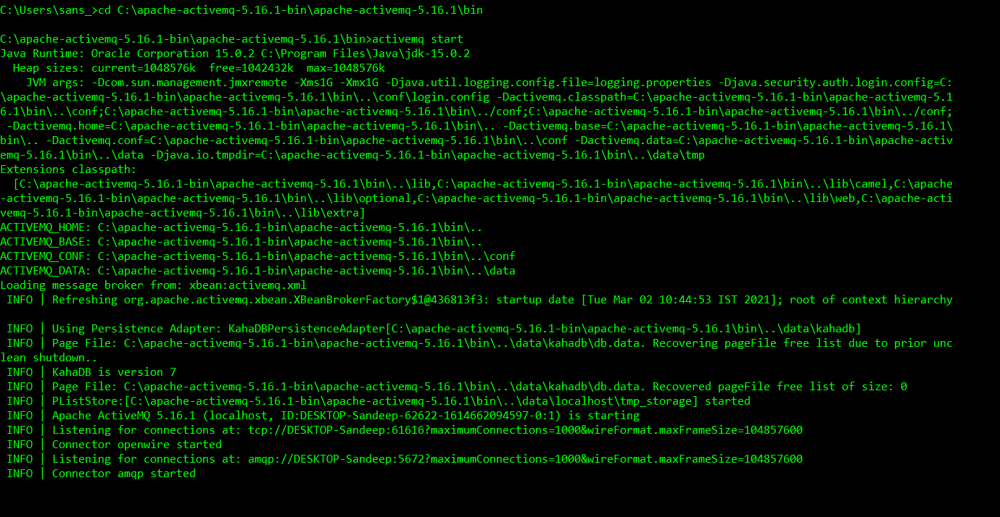 C:\Users\sans_>cd C:\apache-activemq-5.16.1-bin\apache-activemq-5.16.1\bin
C:\apache-activemq-5.16.1-bin\apache-activemq-5.16.1\bin>activemq start
Java Runtime: Oracle Corporation 15.0.2 C:\Program Files\Java\jdk-15.0.2
  Heap sizes: current=1048576k  free=1042432k  max=1048576k
    JVM args: -Dcom.sun.management.jmxremote -Xms1G -Xmx1G -Djava.util.logging.config.file=logging.properties -Djava.security.auth.login.config=C:
\apache-activemq-5.16.1-bin\apache-activemq-5.16.1\bin\..\conf\login.config -Dactivemq.classpath=C:\apache-activemq-5.16.1-bin\apache-activemq-5.1
6.1\bin\..\conf;C:\apache-activemq-5.16.1-bin\apache-activemq-5.16.1\bin\../conf;C:\apache-activemq-5.16.1-bin\apache-activemq-5.16.1\bin\../conf;
 -Dactivemq.home=C:\apache-activemq-5.16.1-bin\apache-activemq-5.16.1\bin\.. -Dactivemq.base=C:\apache-activemq-5.16.1-bin\apache-activemq-5.16.1\
bin\.. -Dactivemq.conf=C:\apache-activemq-5.16.1-bin\apache-activemq-5.16.1\bin\..\conf -Dactivemq.data=C:\apache-activemq-5.16.1-bin\apache-activ
emq-5.16.1\bin\..\data -Djava.io.tmpdir=C:\apache-activemq-5.16.1-bin\apache-activemq-5.16.1\bin\..\data\tmp
Extensions classpath:
  [C:\apache-activemq-5.16.1-bin\apache-activemq-5.16.1\bin\..\lib,C:\apache-activemq-5.16.1-bin\apache-activemq-5.16.1\bin\..\lib\camel,C:\apache
-activemq-5.16.1-bin\apache-activemq-5.16.1\bin\..\lib\optional,C:\apache-activemq-5.16.1-bin\apache-activemq-5.16.1\bin\..\lib\web,C:\apache-acti
vemq-5.16.1-bin\apache-activemq-5.16.1\bin\..\lib\extra]
ACTIVEMQ_HOME: C:\apache-activemq-5.16.1-bin\apache-activemq-5.16.1\bin\..
ACTIVEMQ_BASE: C:\apache-activemq-5.16.1-bin\apache-activemq-5.16.1\bin\..
ACTIVEMQ_CONF: C:\apache-activemq-5.16.1-bin\apache-activemq-5.16.1\bin\..\conf
ACTIVEMQ_DATA: C:\apache-activemq-5.16.1-bin\apache-activemq-5.16.1\bin\..\data
Loading message broker from: xbean:activemq.xml
 INFO | Refreshing org.apache.activemq.xbean.XBeanBrokerFactory$1@436813f3: startup date [Tue Mar 02 10:44:53 IST 2021]; root of context hierarchy
 INFO | Using Persistence Adapter: KahaDBPersistenceAdapter[C:\apache-activemq-5.16.1-bin\apache-activemq-5.16.1\bin\..\data\kahadb]
 INFO | Page File: C:\apache-activemq-5.16.1-bin\apache-activemq-5.16.1\bin\..\data\kahadb\db.data. Recovering pageFile free list due to prior unc
lean shutdown..
 INFO | KahaDB is version 7
 INFO | Page File: C:\apache-activemq-5.16.1-bin\apache-activemq-5.16.1\bin\..\data\kahadb\db.data. Recovered pageFile free list of size: 0
 INFO | PListStore:[C:\apache-activemq-5.16.1-bin\apache-activemq-5.16.1\bin\..\data\localhost\tmp_storage] started
 INFO | Apache ActiveMQ 5.16.1 (localhost, ID:DESKTOP-Sandeep-62622-1614662094597-0:1) is starting
 INFO | Listening for connections at: tcp://DESKTOP-Sandeep:61616?maximumConnections=1000&wireFormat.maxFrameSize=104857600
 INFO | Connector openwire started
 INFO | Listening for connections at: amqp://DESKTOP-Sandeep:5672?maximumConnections=1000&wireFormat.maxFrameSize=104857600
 INFO | Connector amqp started